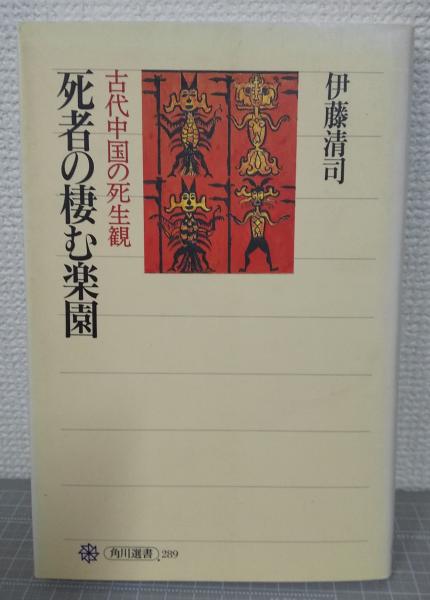 伊藤清司
古代中国の死生観
死者の棲む楽園
角川選書 289